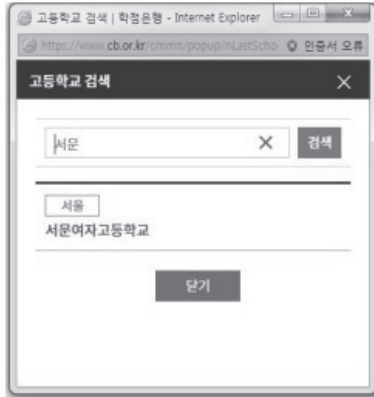 고등학교 검색 | 학점은행 - Internet Explorer
https://www.cb.or.kr/cmmn/popup/nLastScho 인증서 오류
고등학교 검색
서문
검색
서울
서문여자고등학교
닫기